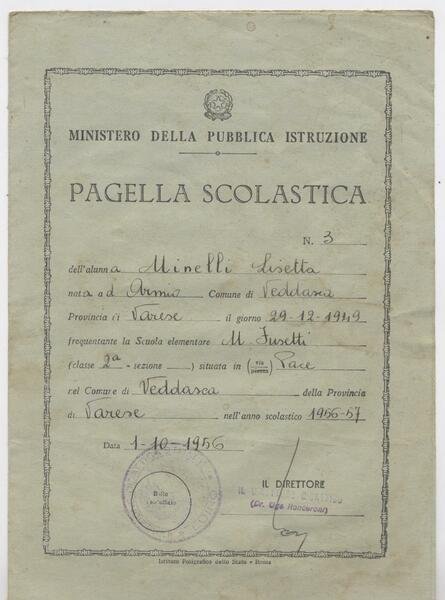 MINISTERO DELLA PUBBLICA ISTRUZIONE
PAGELLA SCOLASTICA
N. 3
dell'alunna Minelli Lisetta
nata ad Armio Comune di Veddasca
Provincia di Varese il giorno 29-12-1949
frequentante la Scuola elementare M Fusetti
(classe 2a - sezione ) situata in (via piazza) Pace
nel Comune di Veddasca della Provincia
di Varese nell'anno scolastico 1956-57
Data 1-10-1956
IL DIRETTORE
Bollo
dell'ufficio
Istituto Poligrafico dello Stato - Roma